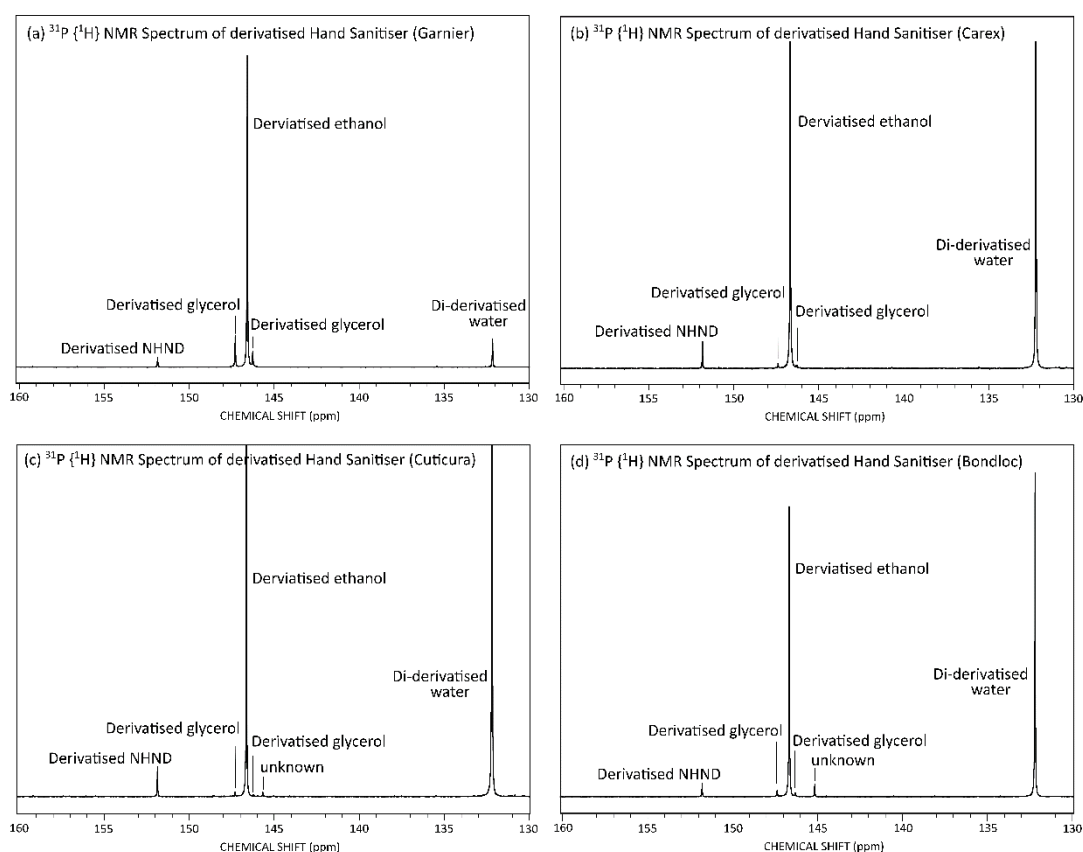 (a) ³¹P {¹H} NMR Spectrum of derivatised Hand Sanitiser (Garnier)
Derviatised ethanol
Derivatised glycerol
Di-derivatised
water
Derivatised glycerol
Derivatised NHND
160 155 150 145 140 135 130
CHEMICAL SHIFT (ppm)
(b) ³¹P {¹H} NMR Spectrum of derivatised Hand Sanitiser (Carex)
Derviatised ethanol
Di-derivatised
water
Derivatised glycerol
Derivatised glycerol
Derivatised NHND
160 155 150 145 140 135 130
CHEMICAL SHIFT (ppm)
(c) ³¹P {¹H} NMR Spectrum of derivatised Hand Sanitiser (Cuticura)
Derviatised ethanol
Di-derivatised
water
Derivatised glycerol
Derivatised glycerol
Derivatised NHND
unknown
160 155 150 145 140 135 130
CHEMICAL SHIFT (ppm)
(d) ³¹P {¹H} NMR Spectrum of derivatised Hand Sanitiser (Bondloc)
Derviatised ethanol
Di-derivatised
water
Derivatised glycerol
Derivatised glycerol
unknown
Derivatised NHND
160 155 150 145 140 135 130
CHEMICAL SHIFT (ppm)